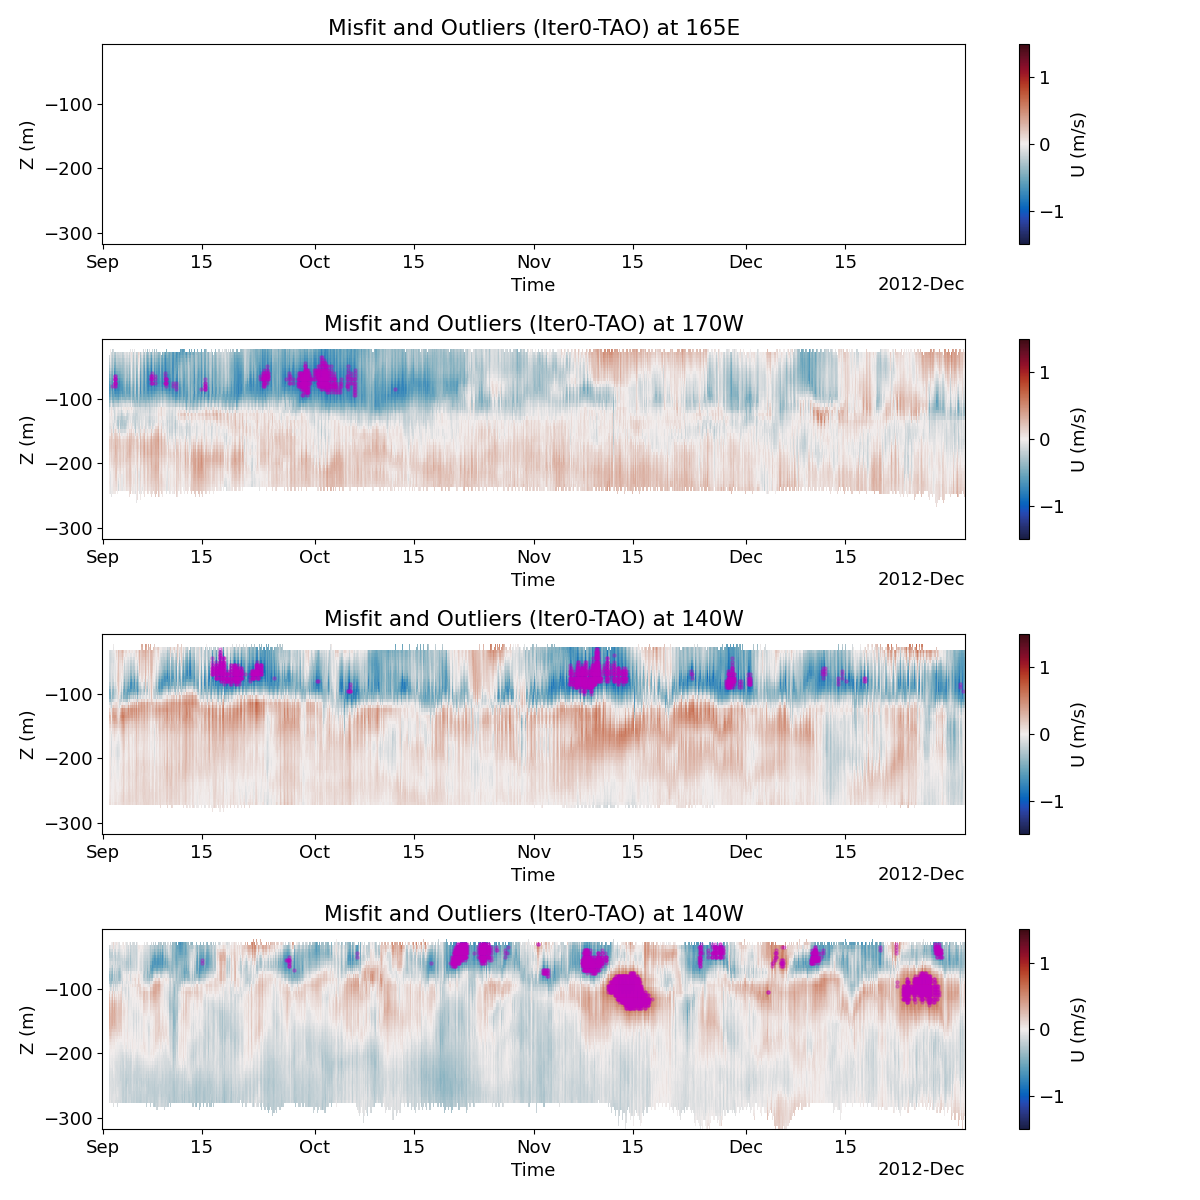 Misfit and Outliers (Iter0-TAO) at 165E
−100
−200
−300
Z (m)
Sep 15 Oct 15 Nov 15 Dec 15
Time
2012-Dec
1
0
−1
U (m/s)
Misfit and Outliers (Iter0-TAO) at 170W
−100
−200
−300
Z (m)
Sep 15 Oct 15 Nov 15 Dec 15
Time
2012-Dec
1
0
−1
U (m/s)
Misfit and Outliers (Iter0-TAO) at 140W
−100
−200
−300
Z (m)
Sep 15 Oct 15 Nov 15 Dec 15
Time
2012-Dec
1
0
−1
U (m/s)
Misfit and Outliers (Iter0-TAO) at 140W
−100
−200
−300
Z (m)
Sep 15 Oct 15 Nov 15 Dec 15
Time
2012-Dec
1
0
−1
U (m/s)